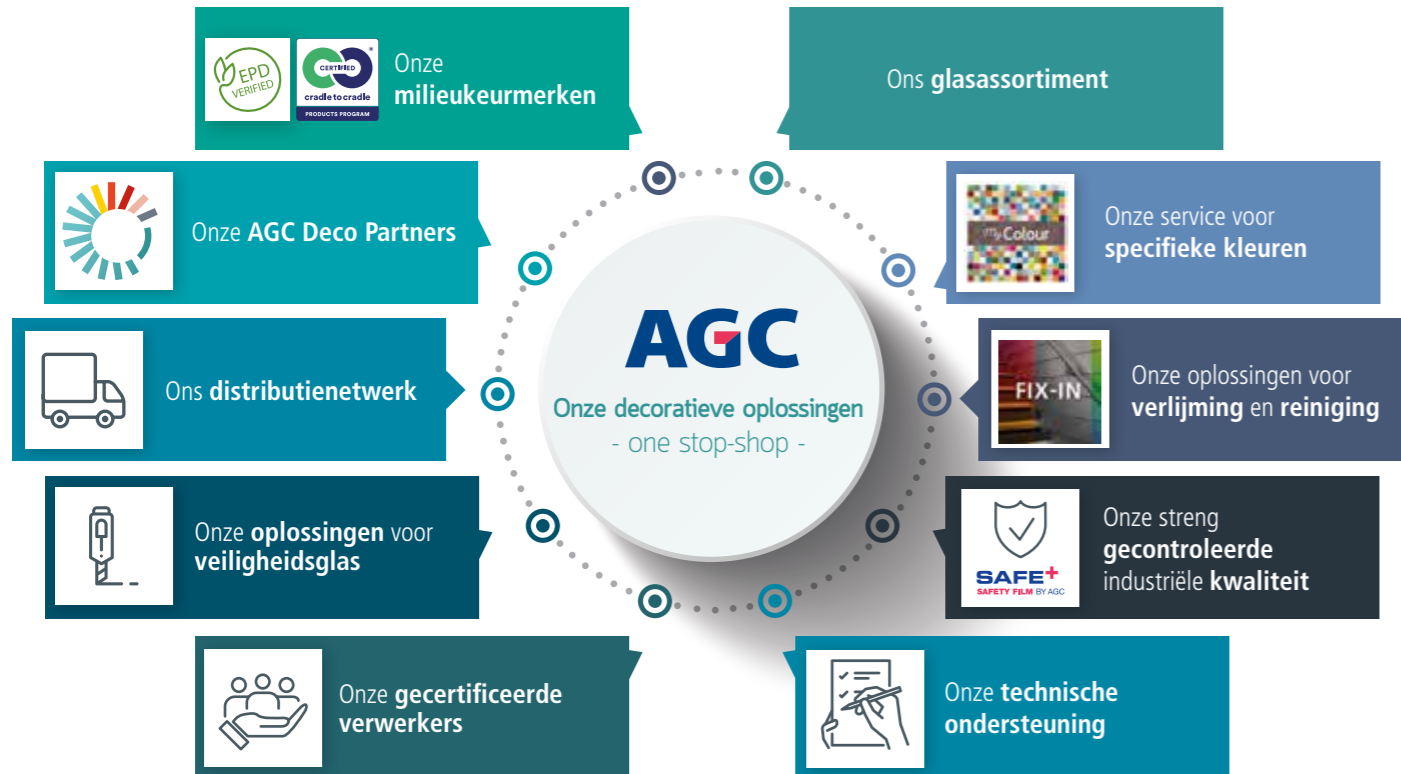 EPD
VERIFIED
CERTIFIED
cradletocradle
PRODUCTS PROGRAM
Onze
milieukeurmerken
Ons glasassortiment
Onze AGC Deco Partners
my Colour
Onze service voor
specifieke kleuren
Ons distributienetwerk
AGC
Onze decoratieve oplossingen
- one stop-shop -
FIX-IN
Onze oplossingen voor
verlijming en reiniging
Onze oplossingen voor
veiligheidsglas
SAFE+
SAFETY FILM BY AGC
Onze streng
gecontroleerde
industriële kwaliteit
Onze gecertificeerde
verwerkers
Onze technische
ondersteuning